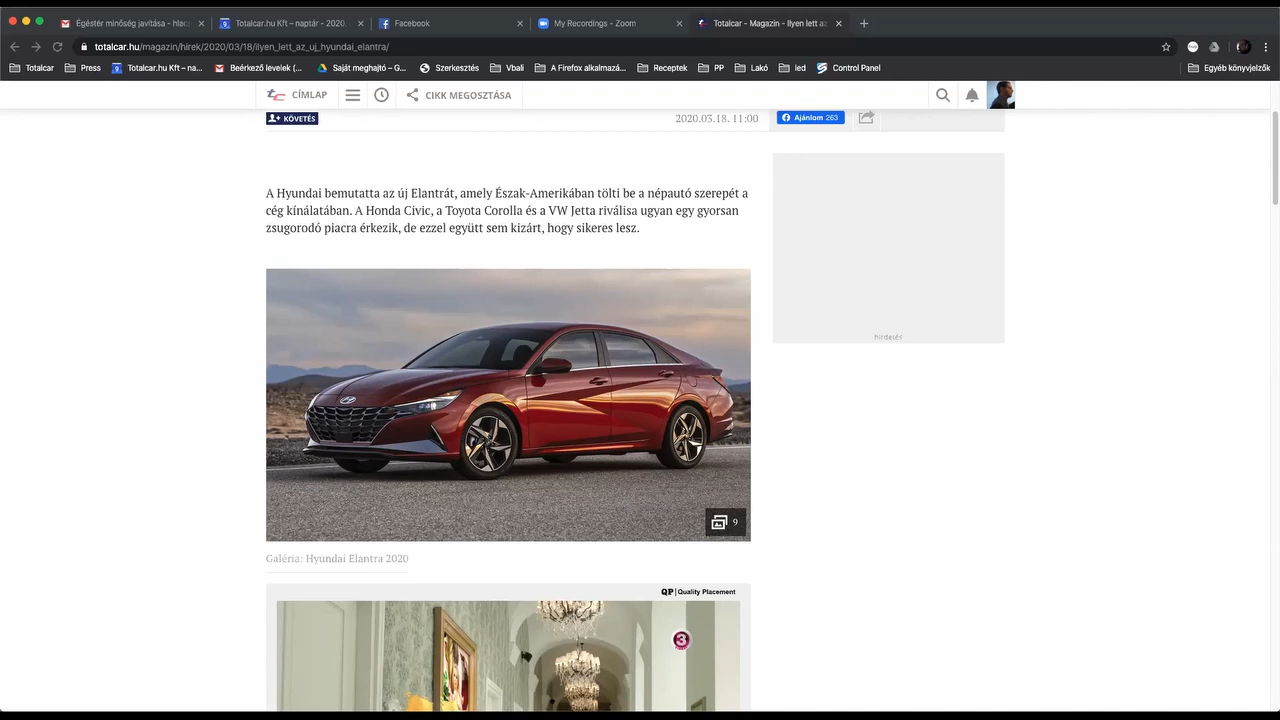 Égéstér minőség javítása - hlac
Totalcar.hu Kft – naptár - 2020.
Facebook
My Recordings - Zoom
Totalcar - Magazin - Ilyen lett az
totalcar.hu/magazin/hirek/2020/03/18/ilyen_lett_az_uj_hyundai_elantra/
Totalcar
Press
Totalcar.hu Kft – na...
Beérkező levelek (...
Saját meghajtó – G...
Szerkesztés
Vbali
A Firefox alkalmazá...
Receptek
PP
Lakó
led
Control Panel
Egyéb könyvjelzők
CÍMLAP
CIKK MEGOSZTÁSA
KÖVETÉS
2020.03.18. 11:00
Ajánlom 263
A Hyundai bemutatta az új Elantrát, amely Észak-Amerikában tölti be a népautó szerepét a
cég kínálatában. A Honda Civic, a Toyota Corolla és a VW Jetta riválisa ugyan egy gyorsan
zsugorodó piacra érkezik, de ezzel együtt sem kizárt, hogy sikeres lesz.
hirdetés
9
Galéria: Hyundai Elantra 2020
QP | Quality Placement
3